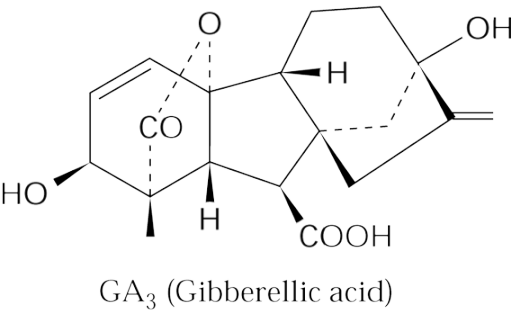 O
OH
H
CO
HO
H
COOH
GA₃ (Gibberellic acid)